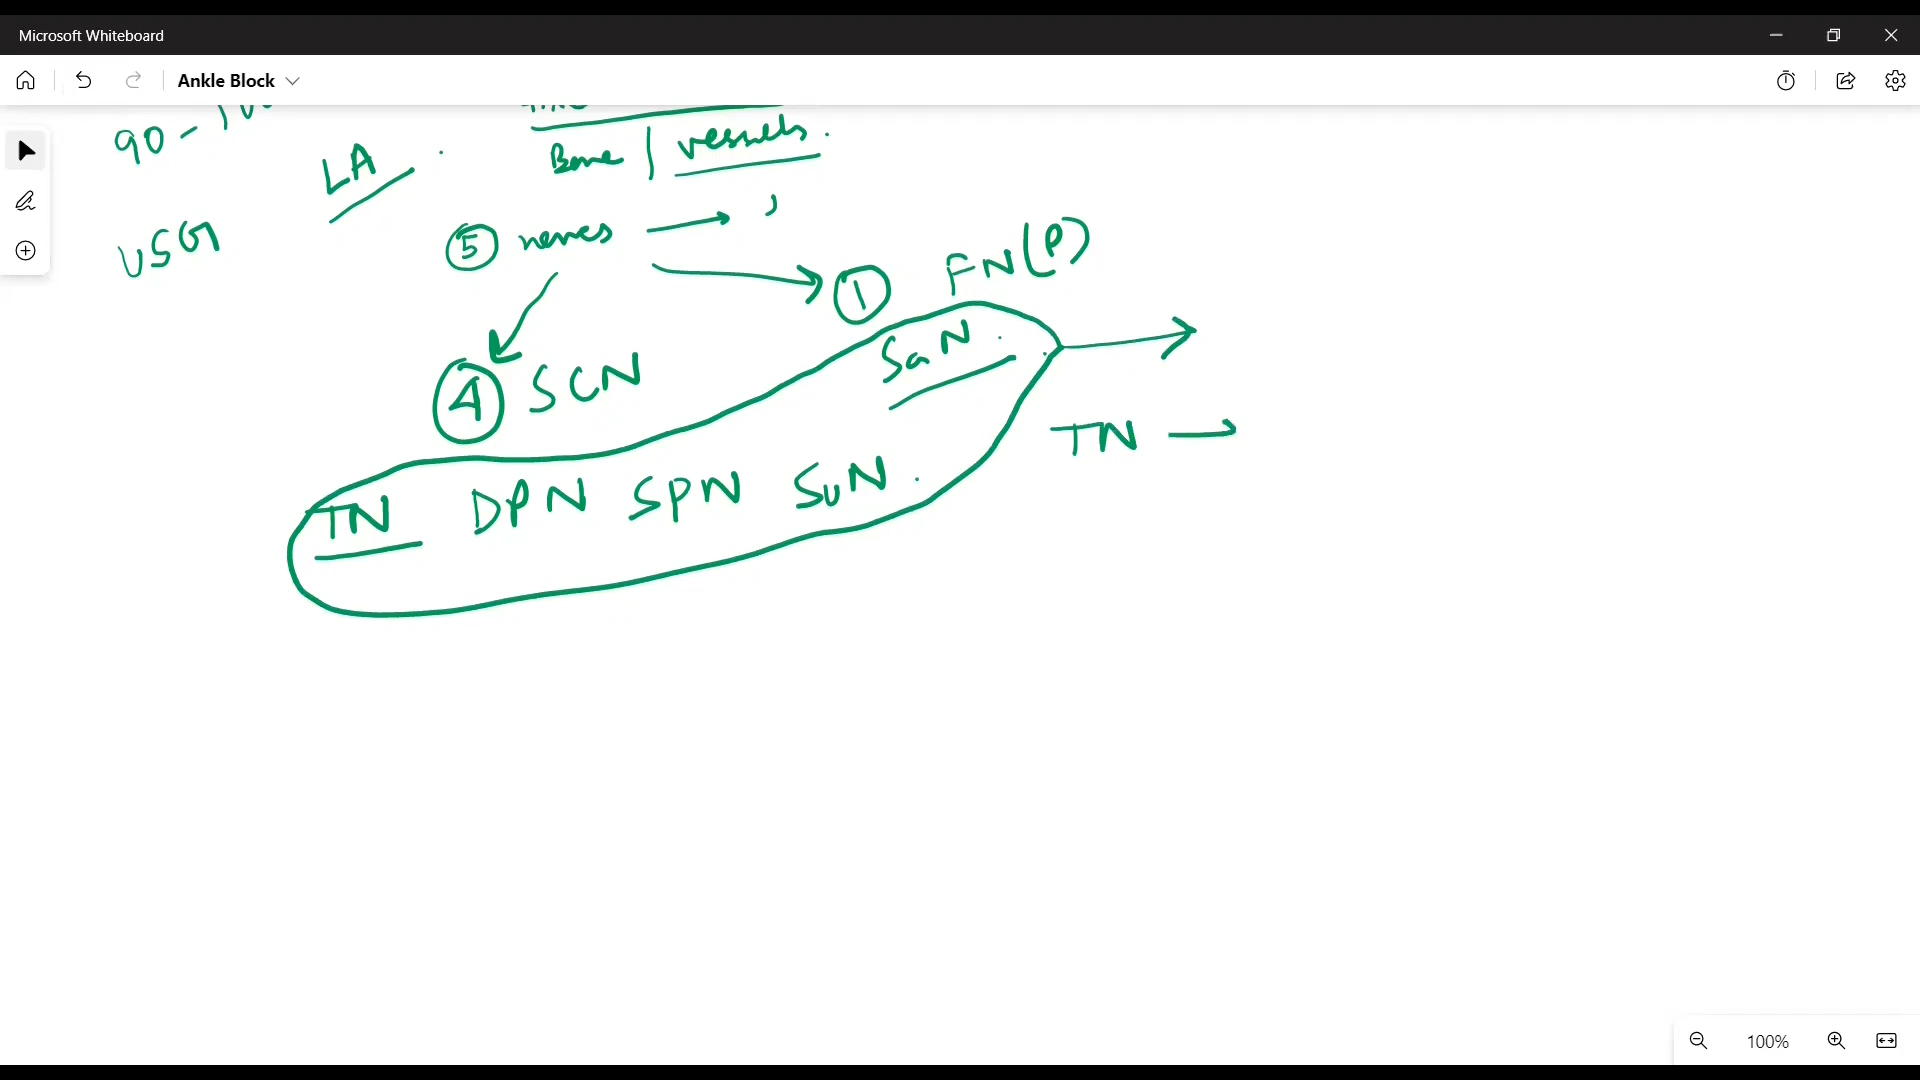 Microsoft Whiteboard
Ankle Block
90 -
LA .
Bone | vessels .
USG
5 nerves
1 FN(P)
SaN .
4 SCN
TN
TN DPN SPN SuN .
100%